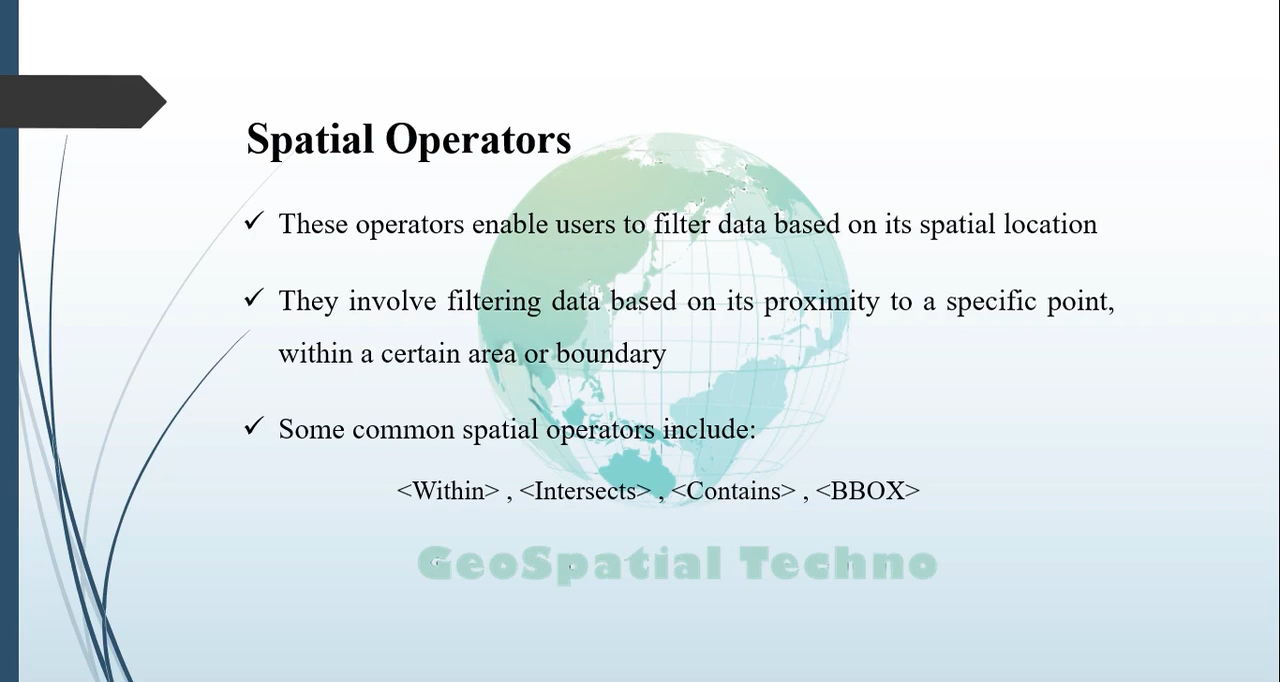 Spatial Operators
✓ These operators enable users to filter data based on its spatial location
✓ They involve filtering data based on its proximity to a specific point,
within a certain area or boundary
✓ Some common spatial operators include:
<Within> , <Intersects> , <Contains> , <BBOX>
GeoSpatial Techno